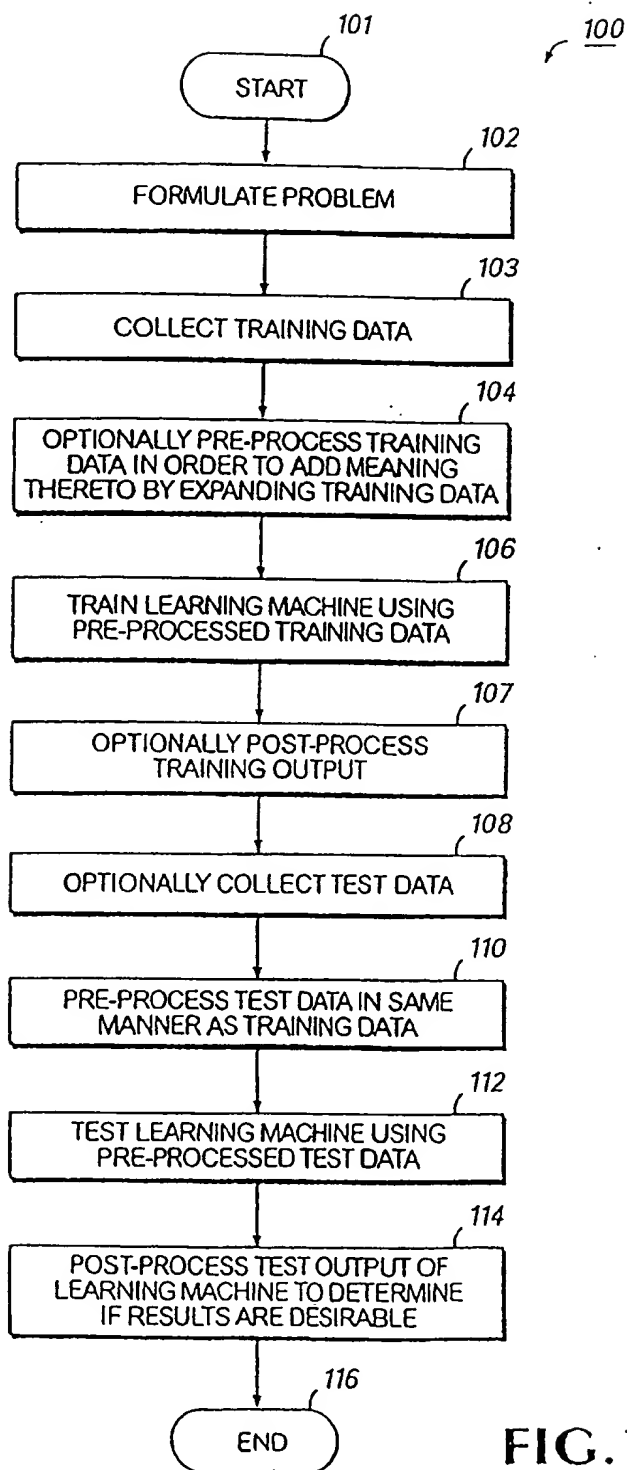 100
101
START
102
FORMULATE PROBLEM
103
COLLECT TRAINING DATA
104
OPTIONALLY PRE-PROCESS TRAINING
DATA IN ORDER TO ADD MEANING
THERETO BY EXPANDING TRAINING DATA
106
TRAIN LEARNING MACHINE USING
PRE-PROCESSED TRAINING DATA
107
OPTIONALLY POST-PROCESS
TRAINING OUTPUT
108
OPTIONALLY COLLECT TEST DATA
110
PRE-PROCESS TEST DATA IN SAME
MANNER AS TRAINING DATA
112
TEST LEARNING MACHINE USING
PRE-PROCESSED TEST DATA
114
POST-PROCESS TEST OUTPUT OF
LEARNING MACHINE TO DETERMINE
IF RESULTS ARE DESIRABLE
116
END
FIG.